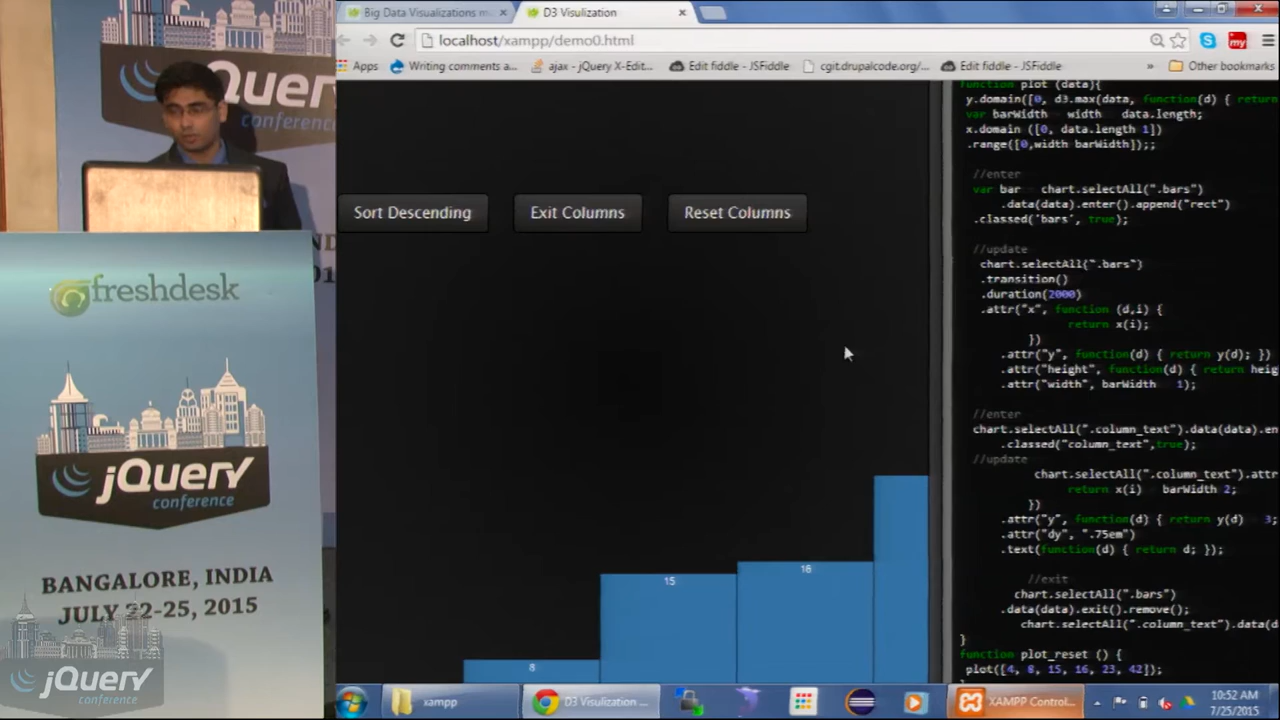 jQuery
conference
freshdesk
jQuery
conference
BANGALORE, INDIA
JULY 22-25, 2015
jQuery
conference
Big Data Visualizations
D3 Visulization
localhost/xampp/demo0.html
Apps
Writing comments a...
ajax - jQuery X-Edit...
Edit fiddle - JSFiddle
cgit.drupalcode.org/...
Edit fiddle - JSFiddle
»
Other bookmarks
Sort Descending
Exit Columns
Reset Columns
8
15
16
function plot (data){
y.domain([0, d3.max(data, function(d) { return
var barWidth width data.length;
x.domain ([0, data.length 1])
.range([0,width barWidth]);;
//enter
var bar chart.selectAll(".bars")
.data(data).enter().append("rect")
.classed('bars', true);
//update
chart.selectAll(".bars")
.transition()
.duration(2000)
.attr("x", function (d,i) {
return x(i);
})
.attr("y", function(d) { return y(d); })
.attr("height", function(d) { return heig
.attr("width", barWidth 1);
//enter
chart.selectAll(".column_text").data(data).en
.classed("column_text",true);
//update
chart.selectAll(".column_text").attr
return x(i) barWidth 2;
})
.attr("y", function(d) { return y(d) 3;
.attr("dy", ".75em")
.text(function(d) { return d; });
//exit
chart.selectAll(".bars")
.data(data).exit().remove();
chart.selectAll(".column_text").data(d
}
function plot_reset () {
plot([4, 8, 15, 16, 23, 42]);
xampp
D3 Visulization ...
XAMPP Control...
10:52 AM
7/25/2015